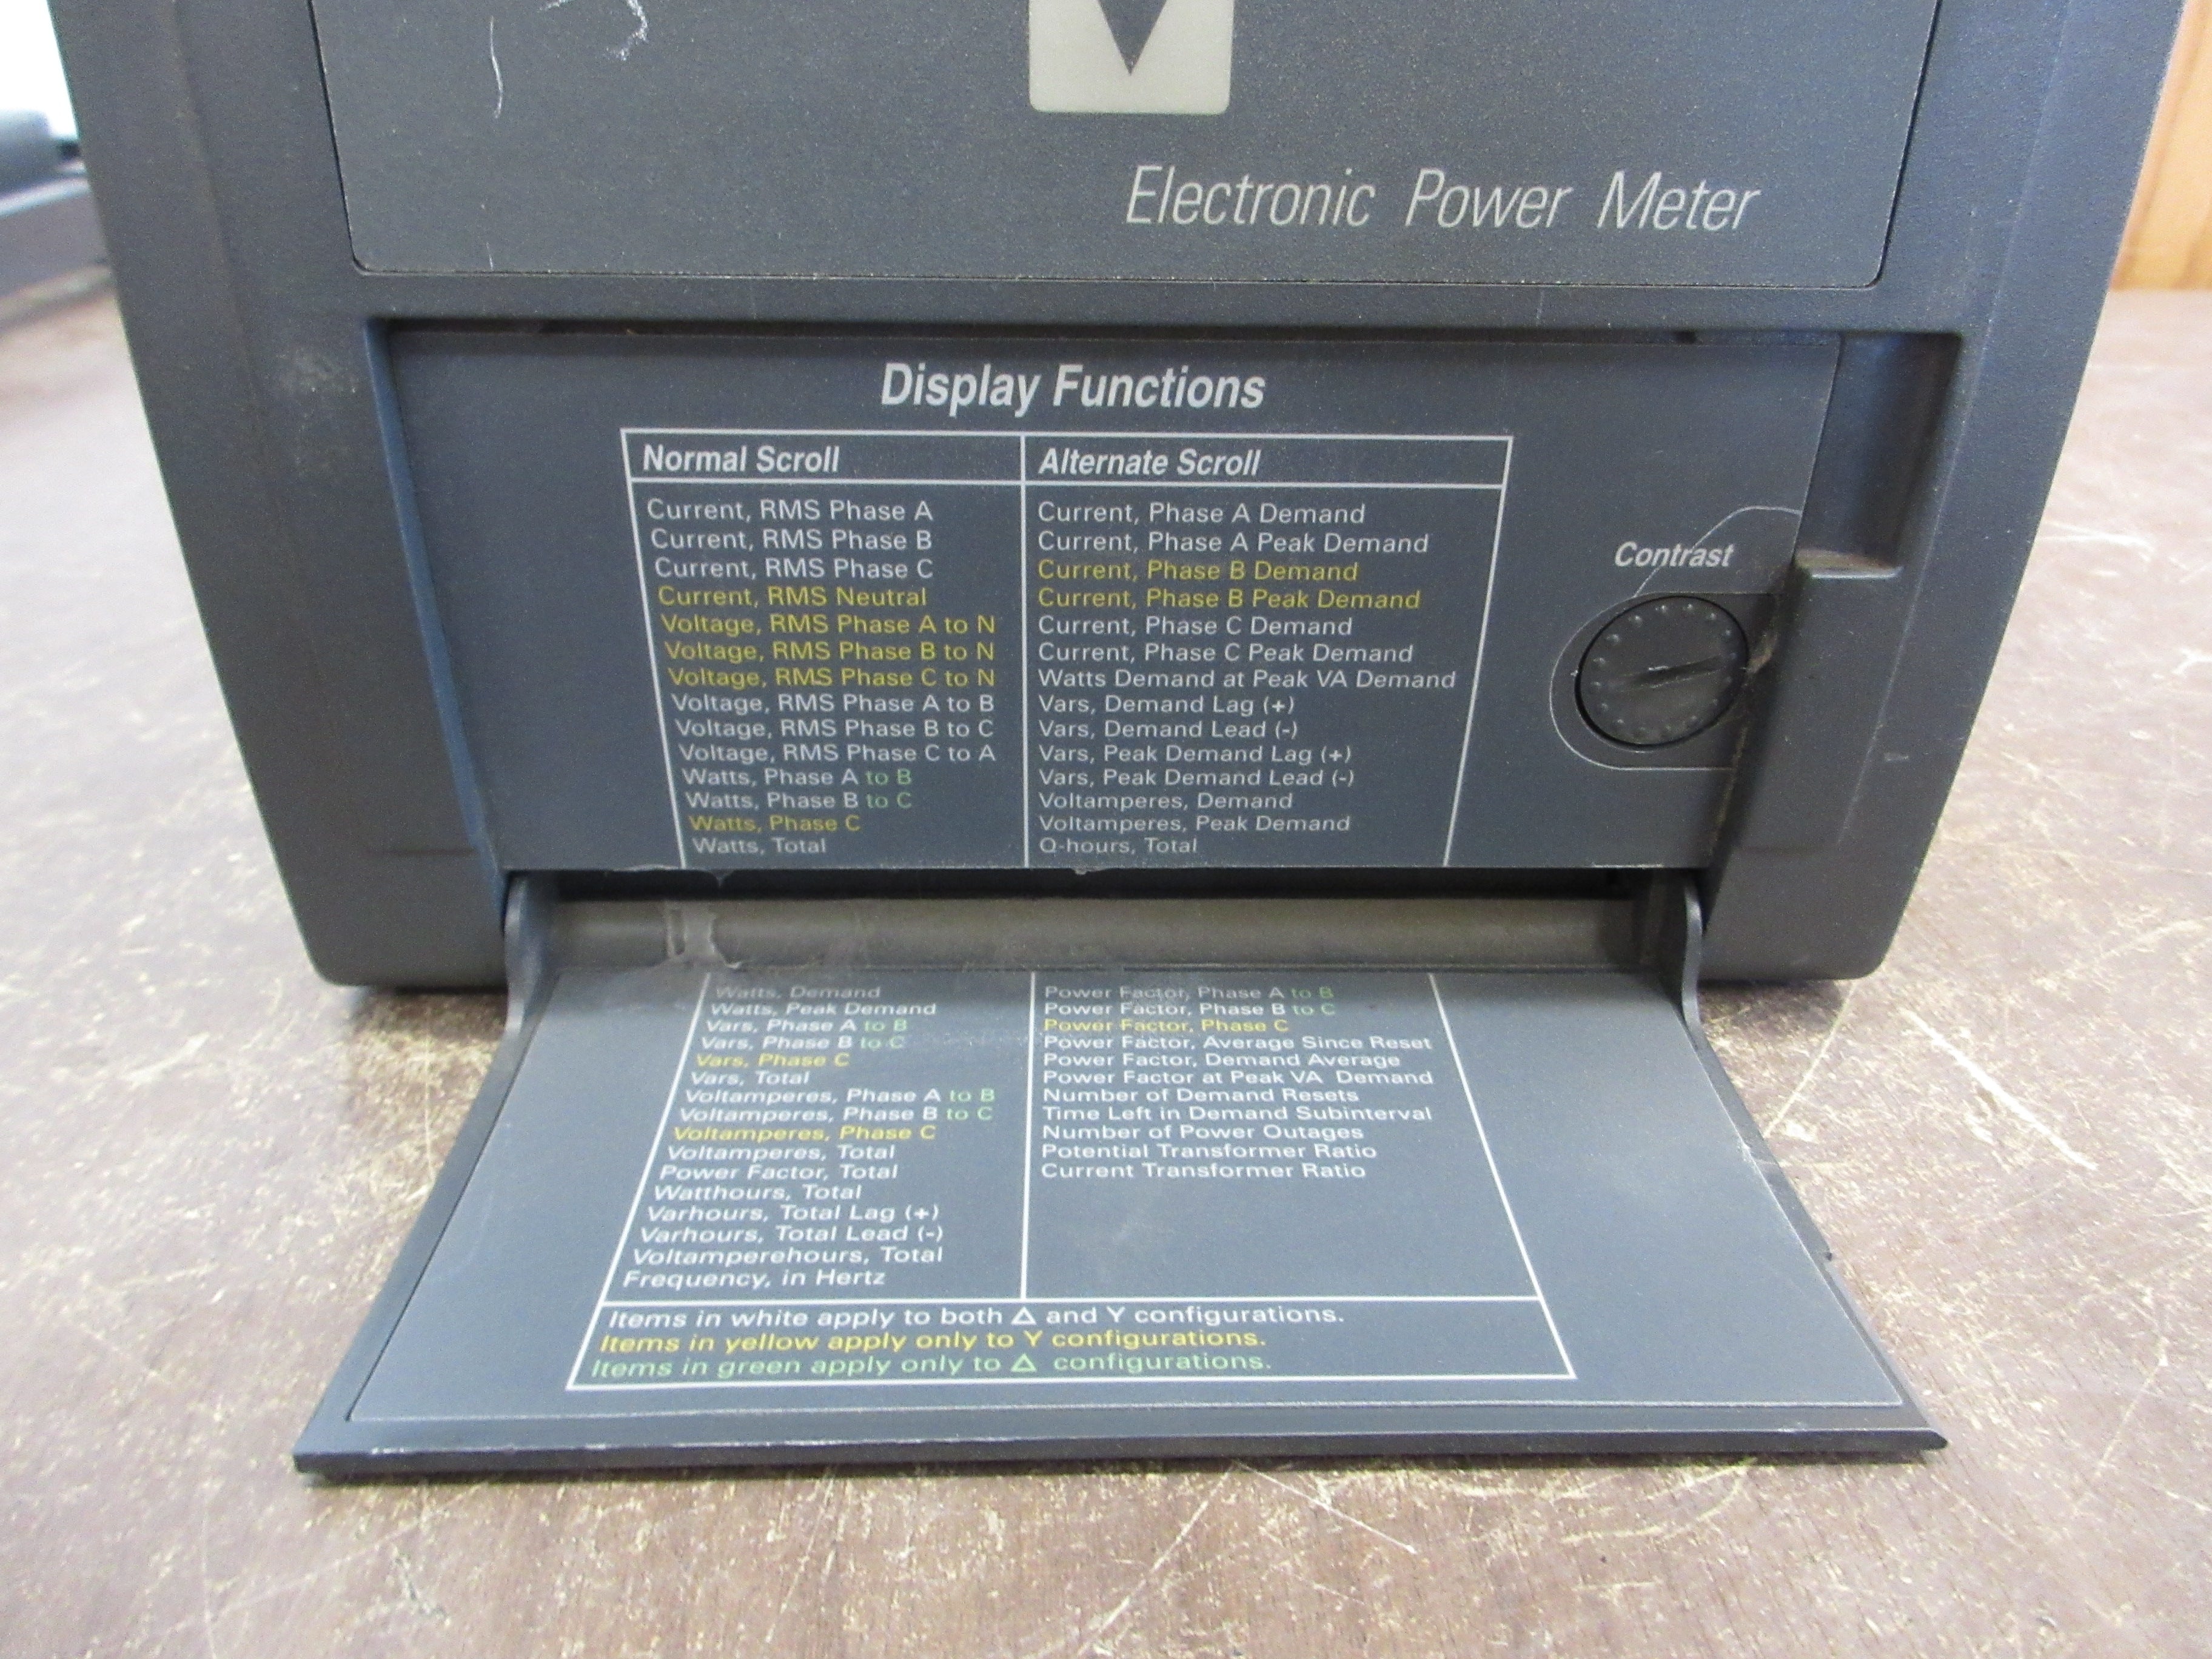 Electronic Power Meter
Display Functions
Normal Scroll
Current, RMS Phase A
Current, RMS Phase B
Current, RMS Phase C
Current, RMS Neutral
Voltage, RMS Phase A to N
Voltage, RMS Phase B to N
Voltage, RMS Phase C to N
Voltage, RMS Phase A to B
Voltage, RMS Phase B to C
Voltage, RMS Phase C to A
Watts, Phase A to B
Watts, Phase B to C
Watts, Phase C
Watts, Total
Watts, Demand
Watts, Peak Demand
Vars, Phase A to B
Vars, Phase B to C
Vars, Phase C
Vars, Total
Voltamperes, Phase A to B
Voltamperes, Phase B to C
Voltamperes, Phase C
Voltamperes, Total
Power Factor, Total
Watthours, Total
Varhours, Total Lag (+)
Varhours, Total Lead (-)
Voltamperehours, Total
Frequency, in Hertz
Alternate Scroll
Current, Phase A Demand
Current, Phase A Peak Demand
Current, Phase B Demand
Current, Phase B Peak Demand
Current, Phase C Demand
Current, Phase C Peak Demand
Watts Demand at Peak VA Demand
Vars, Demand Lag (+)
Vars, Demand Lead (-)
Vars, Peak Demand Lag (+)
Vars, Peak Demand Lead (-)
Voltamperes, Demand
Voltamperes, Peak Demand
Q-hours, Total
Power Factor, Phase A to B
Power Factor, Phase B to C
Power Factor, Phase C
Power Factor, Average Since Reset
Power Factor, Demand Average
Power Factor at Peak VA Demand
Number of Demand Resets
Time Left in Demand Subinterval
Number of Power Outages
Potential Transformer Ratio
Current Transformer Ratio
Items in white apply to both Δ and Y configurations.
Items in yellow apply only to Y configurations.
Items in green apply only to Δ configurations.
Contrast